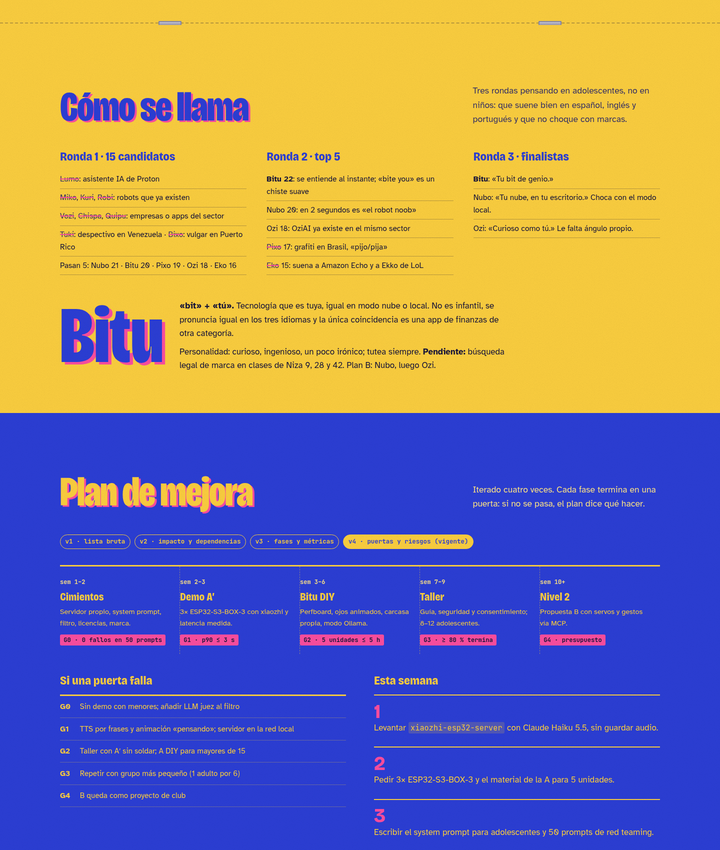 Cómo se llama
Tres rondas pensando en adolescentes, no en
niños: que suene bien en español, inglés y
portugués y que no choque con marcas.
Ronda 1 · 15 candidatos
Lumo: asistente IA de Proton
Miko, Kuri, Robi: robots que ya existen
Vozi, Chispa, Quipu: empresas o apps del sector
Tuki: despectivo en Venezuela · Bixo: vulgar en Puerto
Rico
Pasan 5: Nubo 21 · Bitu 20 · Pixo 19 · Ozi 18 · Eko 16
Ronda 2 · top 5
Bitu 22: se entiende al instante; «bite you» es un
chiste suave
Nubo 20: en 2 segundos es «el robot noob»
Ozi 18: OziAI ya existe en el mismo sector
Pixo 17: grafiti en Brasil, «pijo/pija»
Eko 15: suena a Amazon Echo y a Ekko de LoL
Ronda 3 · finalistas
Bitu: «Tu bit de genio.»
Nubo: «Tu nube, en tu escritorio.» Choca con el modo
local.
Ozi: «Curioso como tú.» Le falta ángulo propio.
Bitu
«bit» + «tú». Tecnología que es tuya, igual en modo nube o local. No es infantil, se
pronuncia igual en los tres idiomas y la única coincidencia es una app de finanzas de
otra categoría.
Personalidad: curioso, ingenioso, un poco irónico; tutea siempre. Pendiente: búsqueda
legal de marca en clases de Niza 9, 28 y 42. Plan B: Nubo, luego Ozi.
Plan de mejora
Iterado cuatro veces. Cada fase termina en una
puerta: si no se pasa, el plan dice qué hacer.
v1 · lista bruta
v2 · impacto y dependencias
v3 · fases y métricas
v4 · puertas y riesgos (vigente)
sem 1-2
Cimientos
Servidor propio, system prompt,
filtro, licencias, marca.
G0 · 0 fallos en 50 prompts
sem 2-3
Demo A'
3× ESP32-S3-BOX-3 con xiaozhi y
latencia medida.
G1 · p90 ≤ 3 s
sem 3-6
Bitu DIY
Perfboard, ojos animados, carcasa
propia, modo Ollama.
G2 · 5 unidades ≤ 5 h
sem 7-9
Taller
Guía, seguridad y consentimiento;
8-12 adolescentes.
G3 · ≥ 80 % termina
sem 10+
Nivel 2
Propuesta B con servos y gestos
vía MCP.
G4 · presupuesto
Si una puerta falla
G0 Sin demo con menores; añadir LLM juez al filtro
G1 TTS por frases y animación «pensando»; servidor en la red local
G2 Taller con A' sin soldar; A DIY para mayores de 15
G3 Repetir con grupo más pequeño (1 adulto por 6)
G4 B queda como proyecto de club
Esta semana
1
Levantar xiaozhi-esp32-server con Claude Haiku 5.5, sin guardar audio.
2
Pedir 3× ESP32-S3-BOX-3 y el material de la A para 5 unidades.
3
Escribir el system prompt para adolescentes y 50 prompts de red teaming.